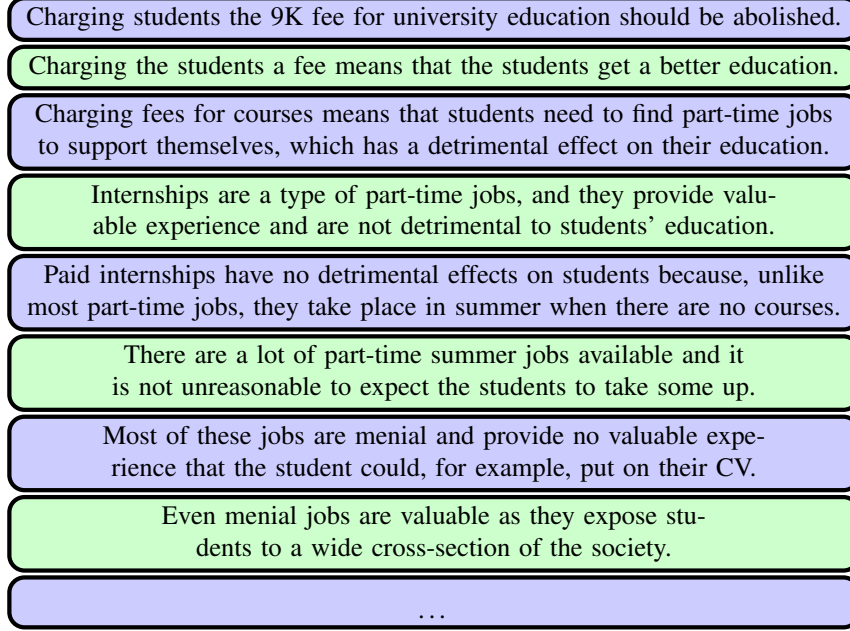 Charging students the 9K fee for university education should be abolished.
Charging the students a fee means that the students get a better education.
Charging fees for courses means that students need to find part-time jobs
to support themselves, which has a detrimental effect on their education.
Internships are a type of part-time jobs, and they provide valu-
able experience and are not detrimental to students' education.
Paid internships have no detrimental effects on students because, unlike
most part-time jobs, they take place in summer when there are no courses.
There are a lot of part-time summer jobs available and it
is not unreasonable to expect the students to take some up.
Most of these jobs are menial and provide no valuable expe-
rience that the student could, for example, put on their CV.
Even menial jobs are valuable as they expose stu-
dents to a wide cross-section of the society.
...